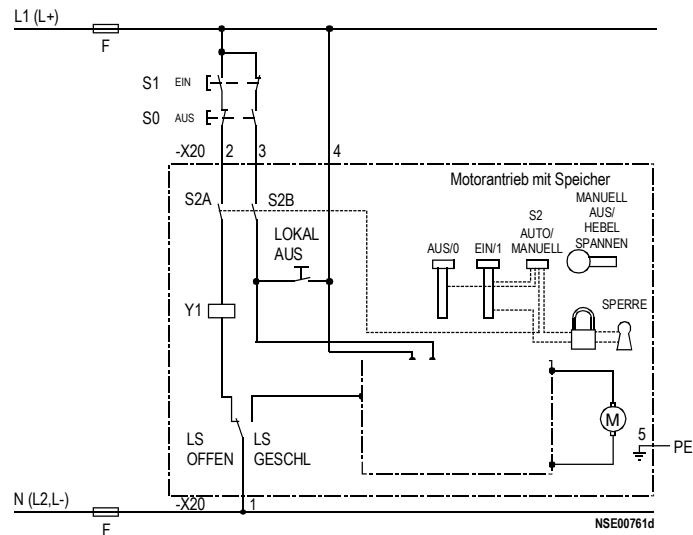 L1 (L+)
F
S1 EIN
S0 AUS
-X20 2 3 4
Motorantrieb mit Speicher
S2A S2B
MANUELL
AUS/
HEBEL
SPANNEN
S2
AUTO/
MANUELL
AUS/0 EIN/1
LOKAL
AUS
SPERRE
Y1
M
LS
OFFEN
LS
GESCHL
5
PE
N (L2,L-)
-X20 1
F
NSE00761d